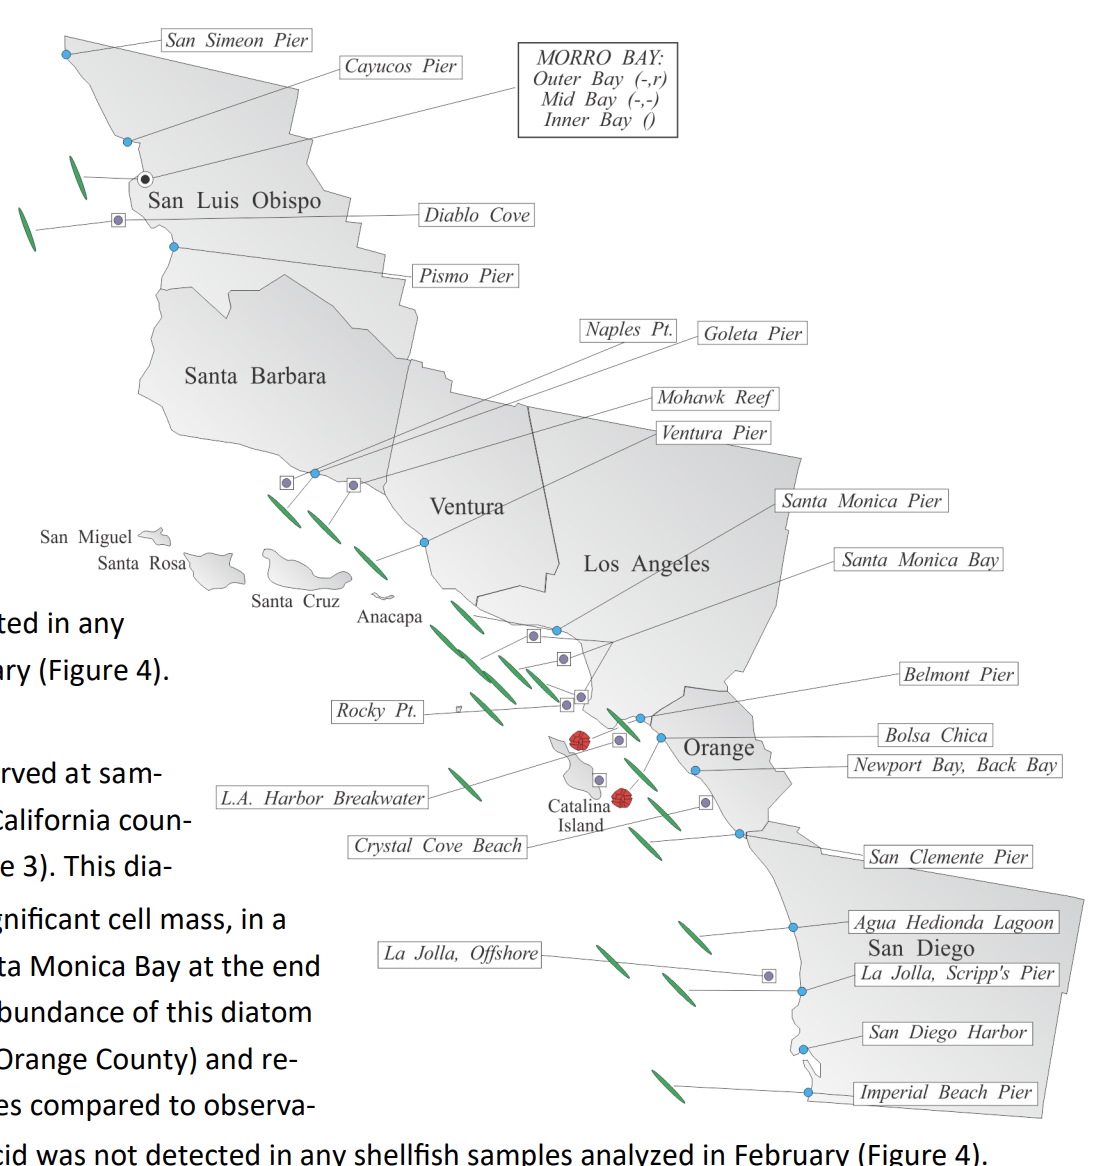 San Simeon Pier
Cayucos Pier
MORRO BAY:
Outer Bay (-,r)
Mid Bay (-,-)
Inner Bay ()
San Luis Obispo
Diablo Cove
Pismo Pier
Naples Pt.
Goleta Pier
Santa Barbara
Mohawk Reef
Ventura Pier
Ventura
Santa Monica Pier
San Miguel
Santa Rosa
Los Angeles
Santa Monica Bay
Santa Cruz
Anacapa
ted in any
ary (Figure 4).
Belmont Pier
Rocky Pt.
Bolsa Chica
Orange
Newport Bay, Back Bay
rved at sam-
L.A. Harbor Breakwater
Catalina
Island
California coun-
Crystal Cove Beach
San Clemente Pier
e 3). This dia-
gnificant cell mass, in a
Agua Hedionda Lagoon
San Diego
La Jolla, Offshore
ta Monica Bay at the end
La Jolla, Scripp's Pier
bundance of this diatom
San Diego Harbor
Orange County) and re-
Imperial Beach Pier
es compared to observa-
cid was not detected in any shellfish samples analyzed in February (Figure 4).